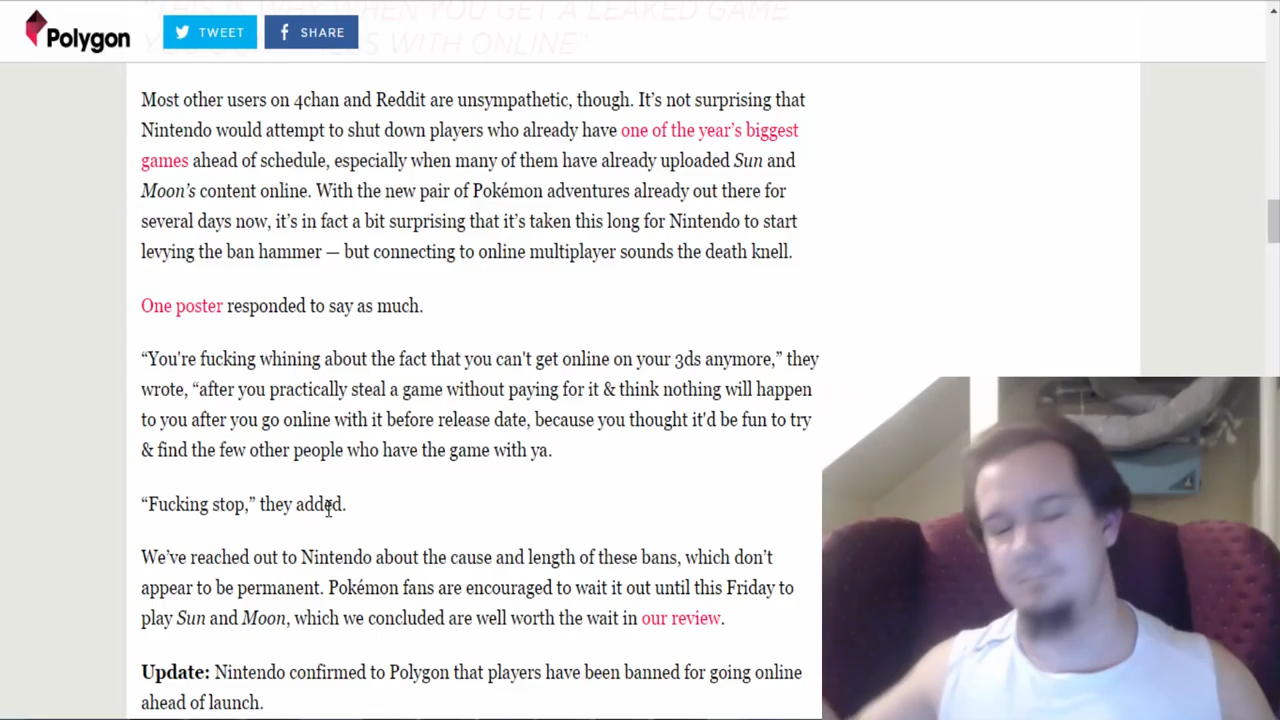 "THIS IS WHY WHEN YOU GET A LEAKED GAME
WITH ONLINE"
Polygon
TWEET
SHARE
Most other users on 4chan and Reddit are unsympathetic, though. It’s not surprising that
Nintendo would attempt to shut down players who already have one of the year’s biggest
games ahead of schedule, especially when many of them have already uploaded Sun and
Moon’s content online. With the new pair of Pokémon adventures already out there for
several days now, it’s in fact a bit surprising that it’s taken this long for Nintendo to start
levying the ban hammer — but connecting to online multiplayer sounds the death knell.
One poster responded to say as much.
“You're fucking whining about the fact that you can't get online on your 3ds anymore,” they
wrote, “after you practically steal a game without paying for it & think nothing will happen
to you after you go online with it before release date, because you thought it'd be fun to try
& find the few other people who have the game with ya.
“Fucking stop,” they added.
We’ve reached out to Nintendo about the cause and length of these bans, which don’t
appear to be permanent. Pokémon fans are encouraged to wait it out until this Friday to
play Sun and Moon, which we concluded are well worth the wait in our review.
Update: Nintendo confirmed to Polygon that players have been banned for going online
ahead of launch.